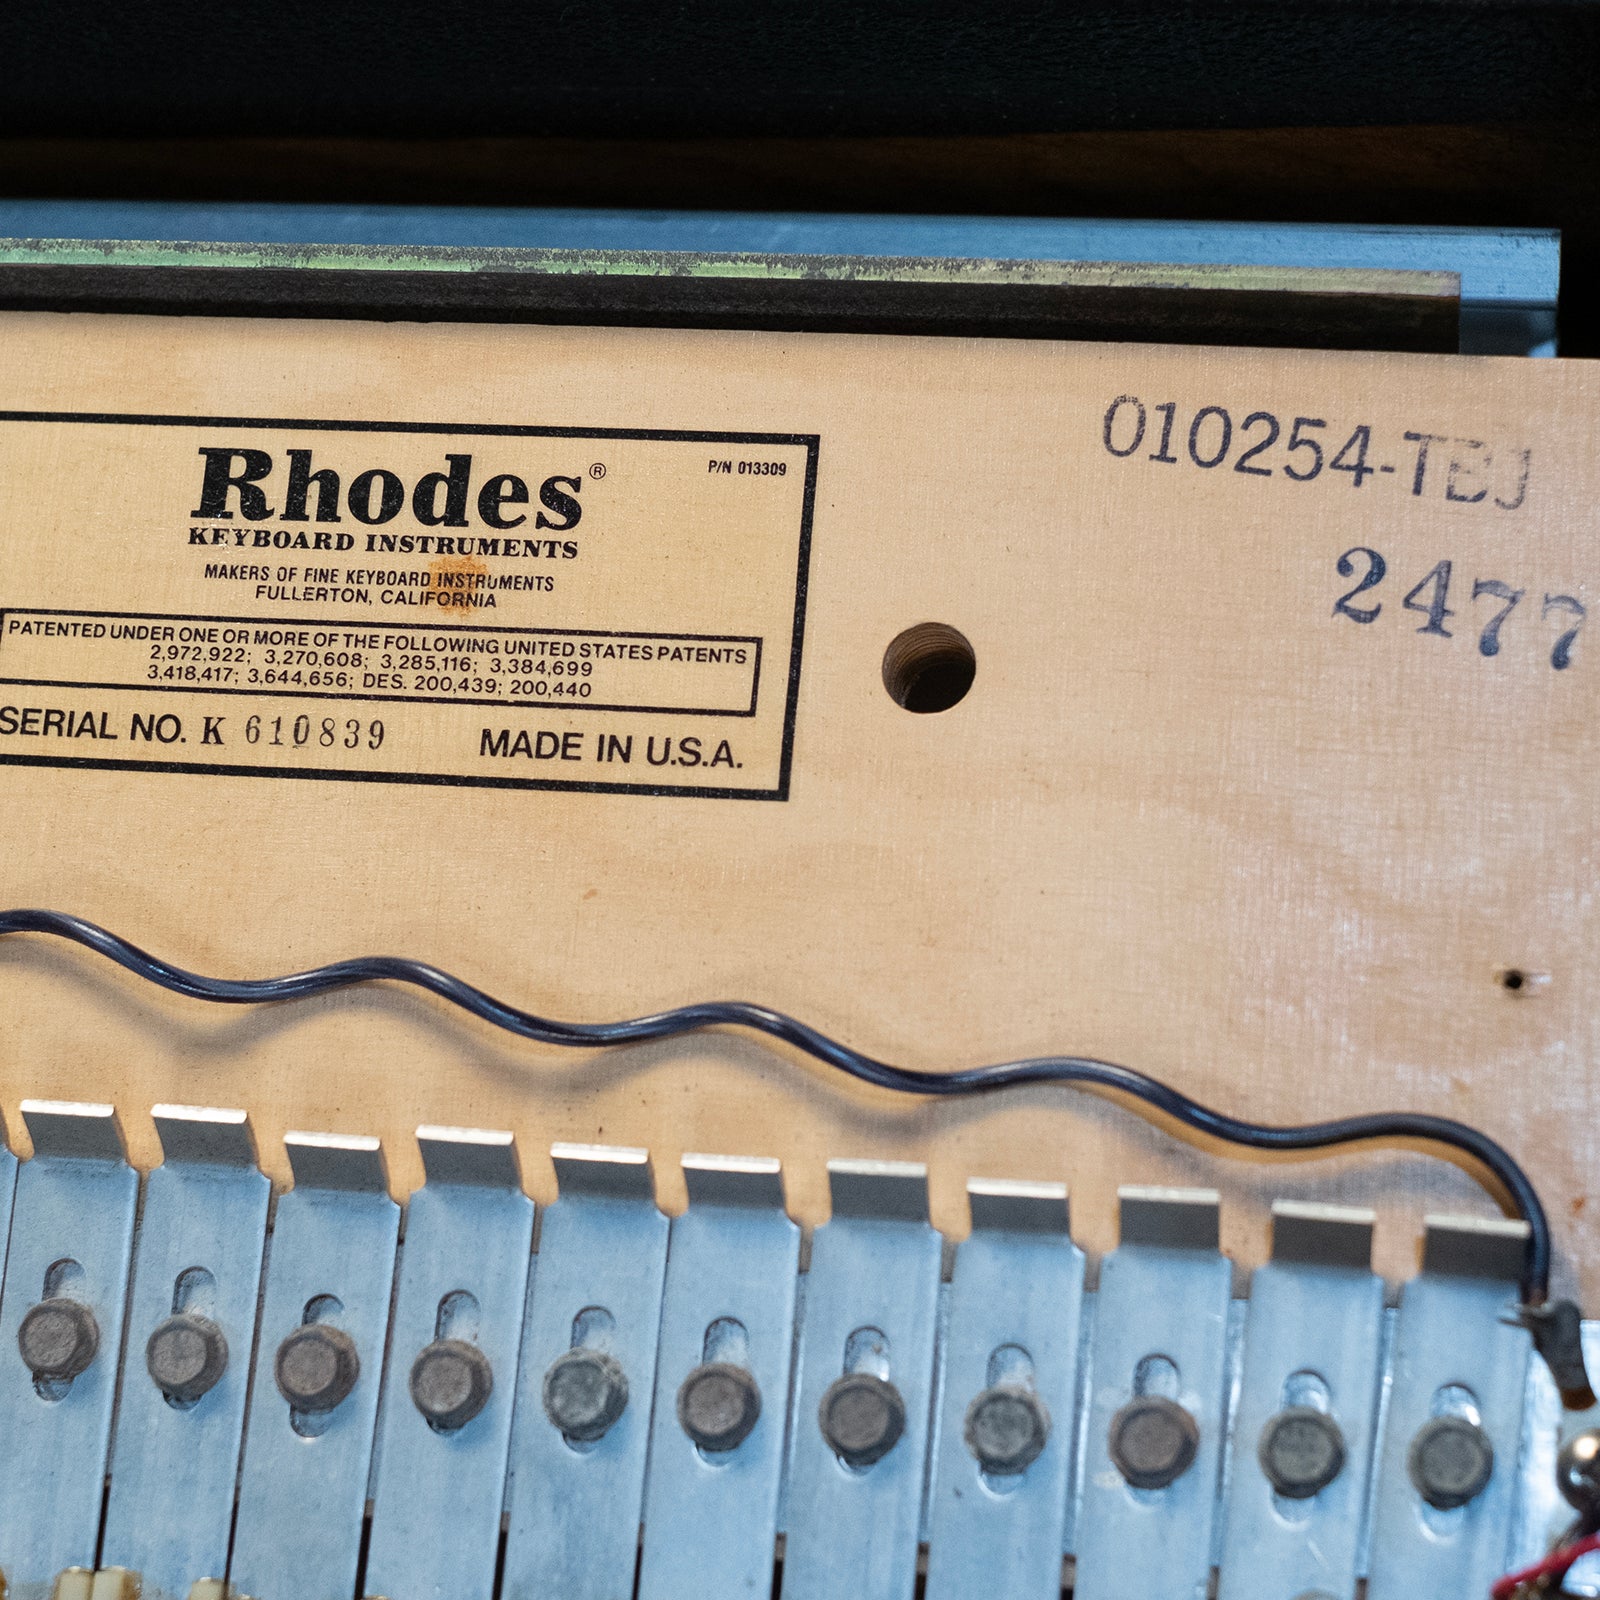 Rhodes®
P/N 013309
KEYBOARD INSTRUMENTS
MAKERS OF FINE KEYBOARD INSTRUMENTS
FULLERTON, CALIFORNIA
PATENTED UNDER ONE OR MORE OF THE FOLLOWING UNITED STATES PATENTS
2,972,922; 3,270,608; 3,285,116; 3,384,699
3,418,417; 3,644,656; DES. 200,439; 200,440
SERIAL NO. K 610839 MADE IN U.S.A.
010254-TBJ
2477